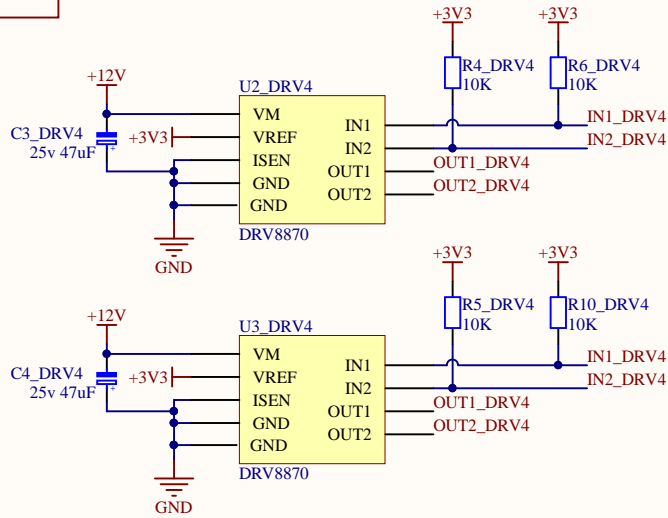 +3V3
+3V3
+12V
U2_DRV4
R4_DRV4
10K
R6_DRV4
10K
C3_DRV4
25v 47uF
+
+3V3
VM
VREF
ISEN
GND
GND
IN1
IN2
OUT1
OUT2
IN1_DRV4
IN2_DRV4
OUT1_DRV4
OUT2_DRV4
DRV8870
GND
+3V3
+3V3
+12V
U3_DRV4
R5_DRV4
10K
R10_DRV4
10K
C4_DRV4
25v 47uF
+
+3V3
VM
VREF
ISEN
GND
GND
IN1
IN2
OUT1
OUT2
IN1_DRV4
IN2_DRV4
OUT1_DRV4
OUT2_DRV4
DRV8870
GND